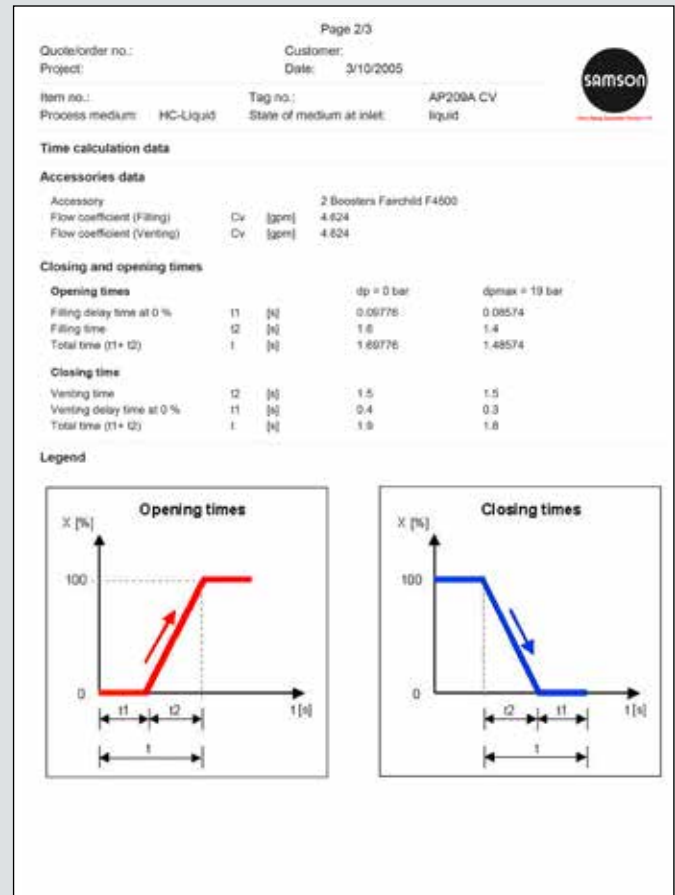 Page 2/3
Quote/order no.: Customer:
Project: Date: 3/10/2005
SAMSON
Item no.: Tag no.: AP209A CV
Process medium: HC-Liquid State of medium at inlet: liquid
Time calculation data
Accessories data
Accessory 2 Boosters Fairchild F4500
Flow coefficient (Filling) Cv [gpm] 4.624
Flow coefficient (Venting) Cv [gpm] 4.624
Closing and opening times
Opening times dp = 0 bar dpmax = 19 bar
Filling delay time at 0 % t1 [s] 0.09776 0.08574
Filling time t2 [s] 1.6 1.4
Total time (t1+ t2) t [s] 1.69776 1.48574
Closing time
Venting time t2 [s] 1.5 1.5
Venting delay time at 0 % t1 [s] 0.4 0.3
Total time (t1+ t2) t [s] 1.9 1.8
Legend
Opening times
X [%]
100
0
t1 t2 t [s]
t
Closing times
X [%]
100
0
t2 t1 t [s]
t